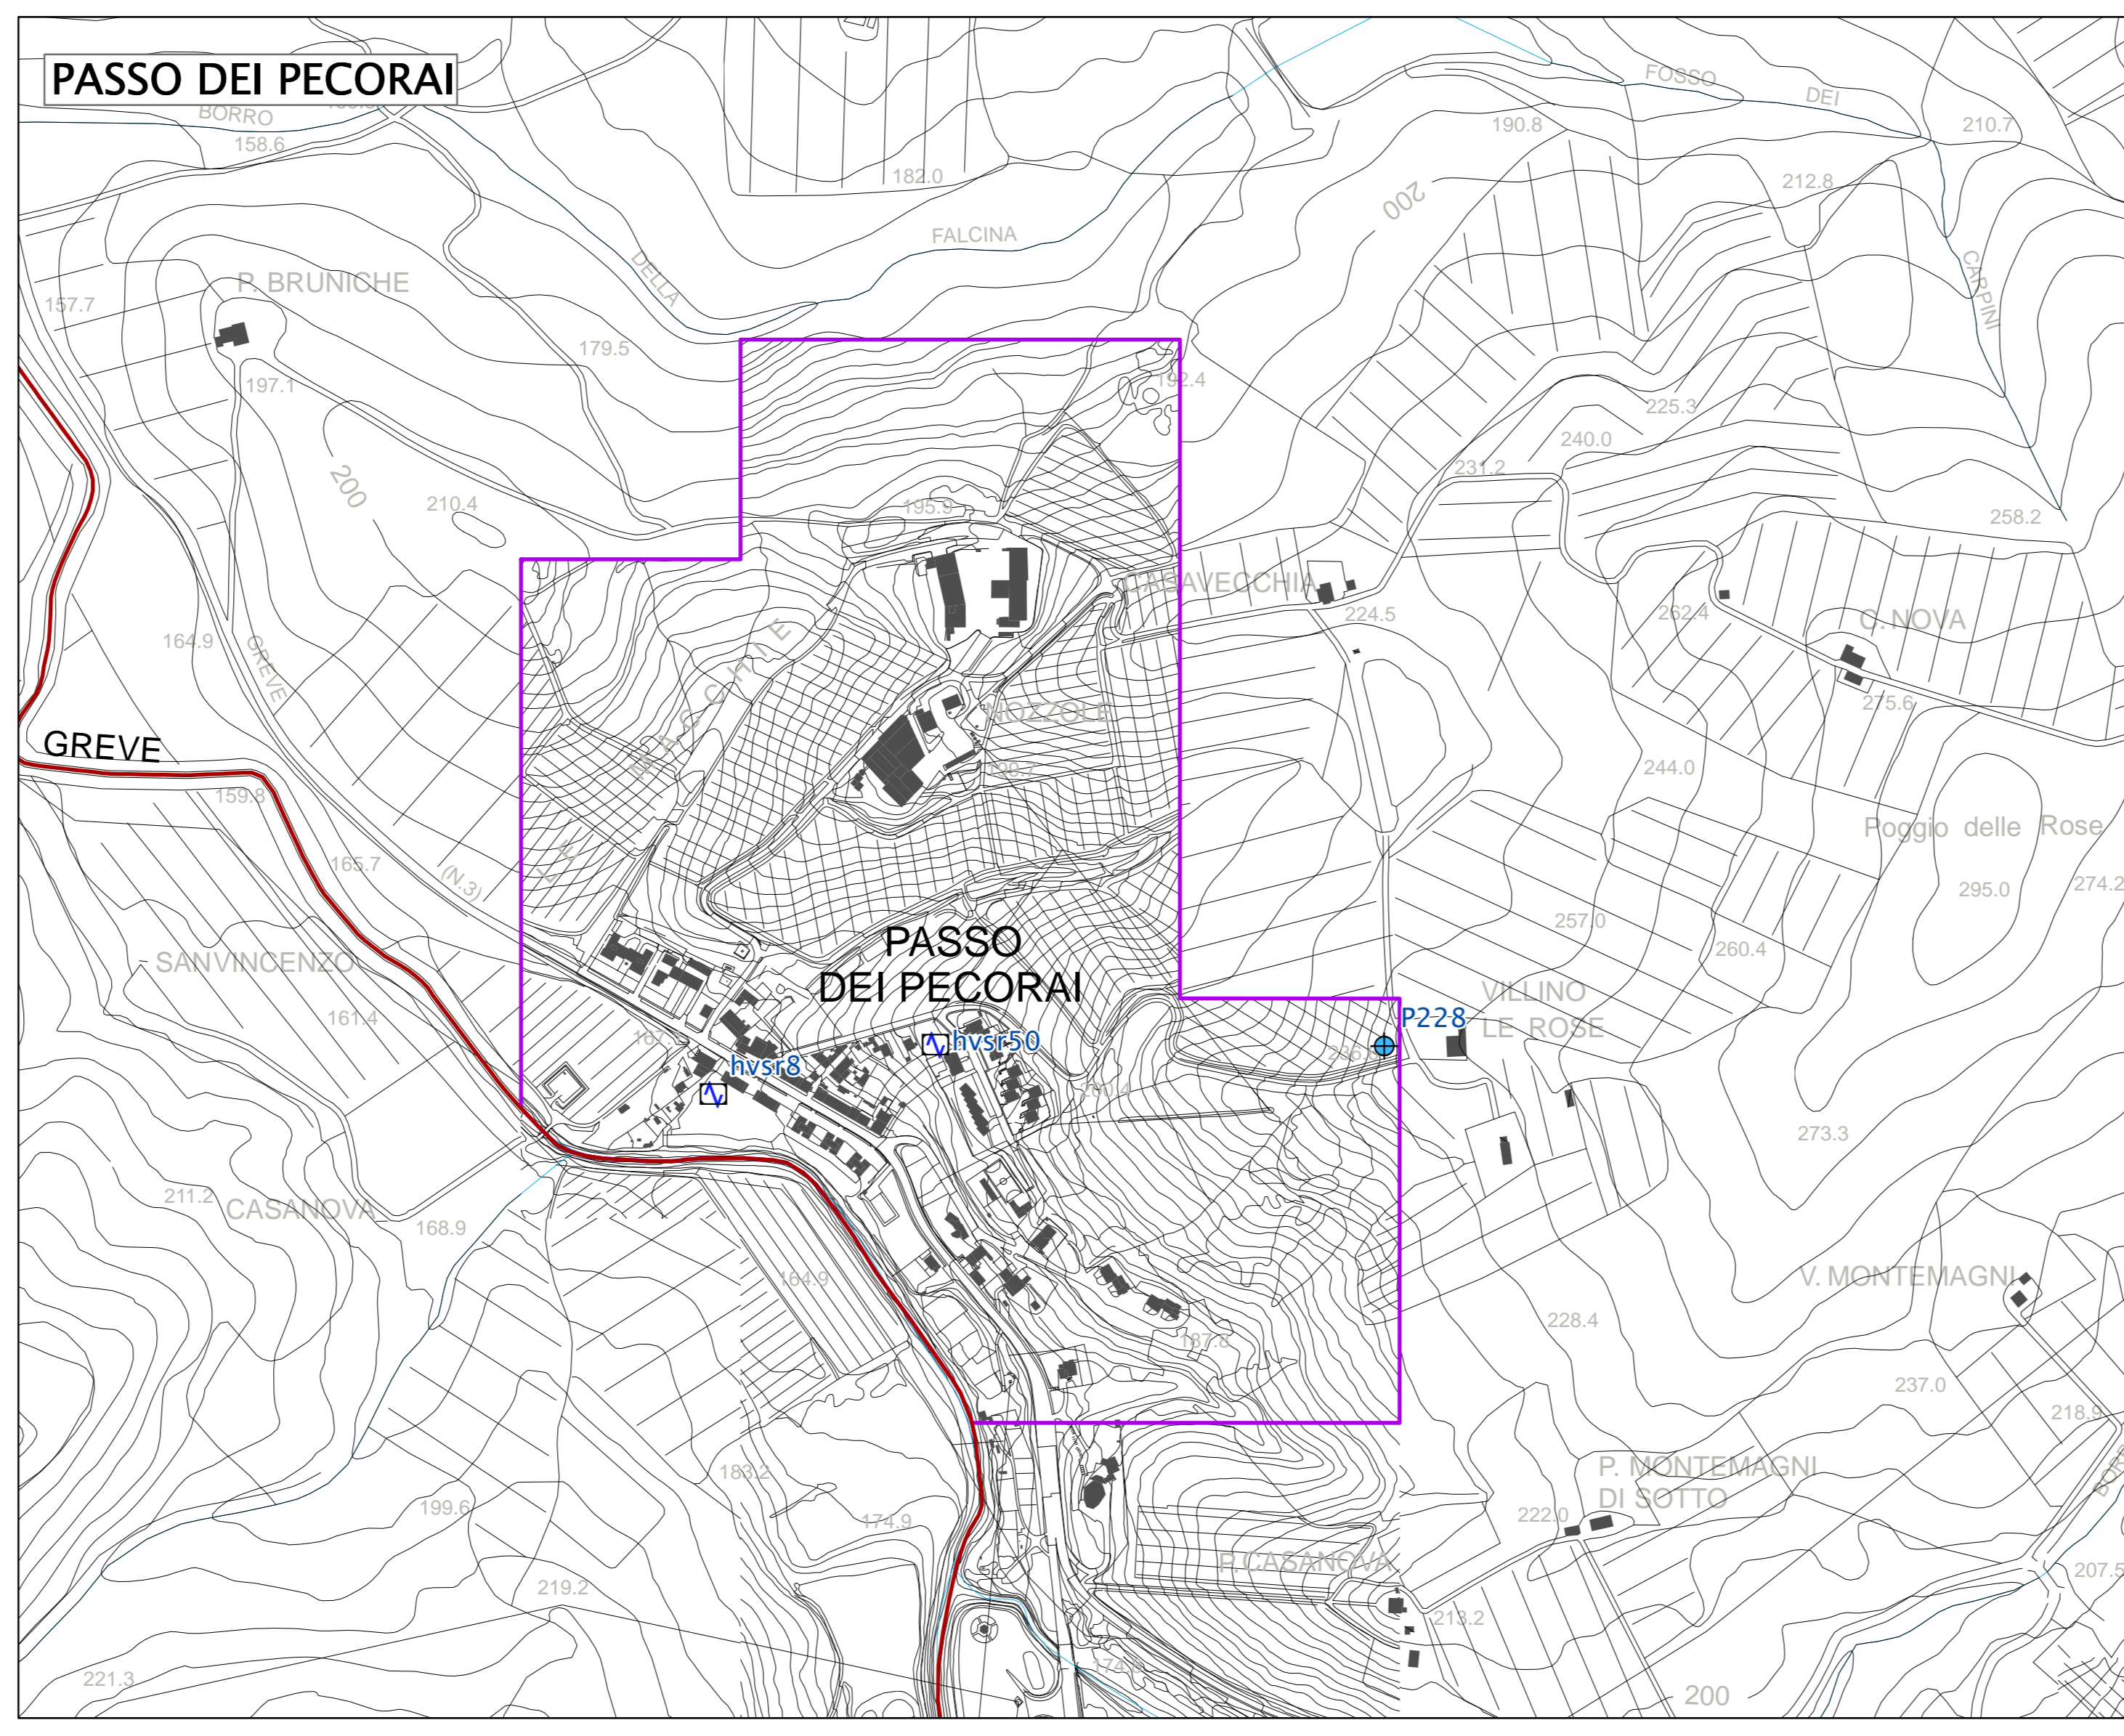 PASSO DEI PECORAI
BORRO
158.6
FOSSO
DEI
190.8
210.7
182.0
212.8
200
FALCINA
DELLA
CARPINI
P. BRUNICHE
157.7
179.5
192.4
197.1
225.3
240.0
231.2
200
210.4
195.9
258.2
CASAVECCHIA
224.5
262.4
C. NOVA
164.9
GREVE
MACCHIE
NOZZOLE
275.6
GREVE
244.0
159.8
Poggio delle Rose
165.7
LE
(N.3)
295.0
274.2
257.0
260.4
PASSO
DEI PECORAI
SANVINCENZO
VILLINO
LE ROSE
161.4
P228
hvsr50
hvsr8
200.4
273.3
211.2
CASANOVA
168.9
164.9
V. MONTEMAGNI
228.4
187.8
237.0
218.9
183.2
P. MONTEMAGNI
DI SOTTO
199.6
174.9
222.0
P. CASANOVA
219.2
207.5
213.2
221.3
200